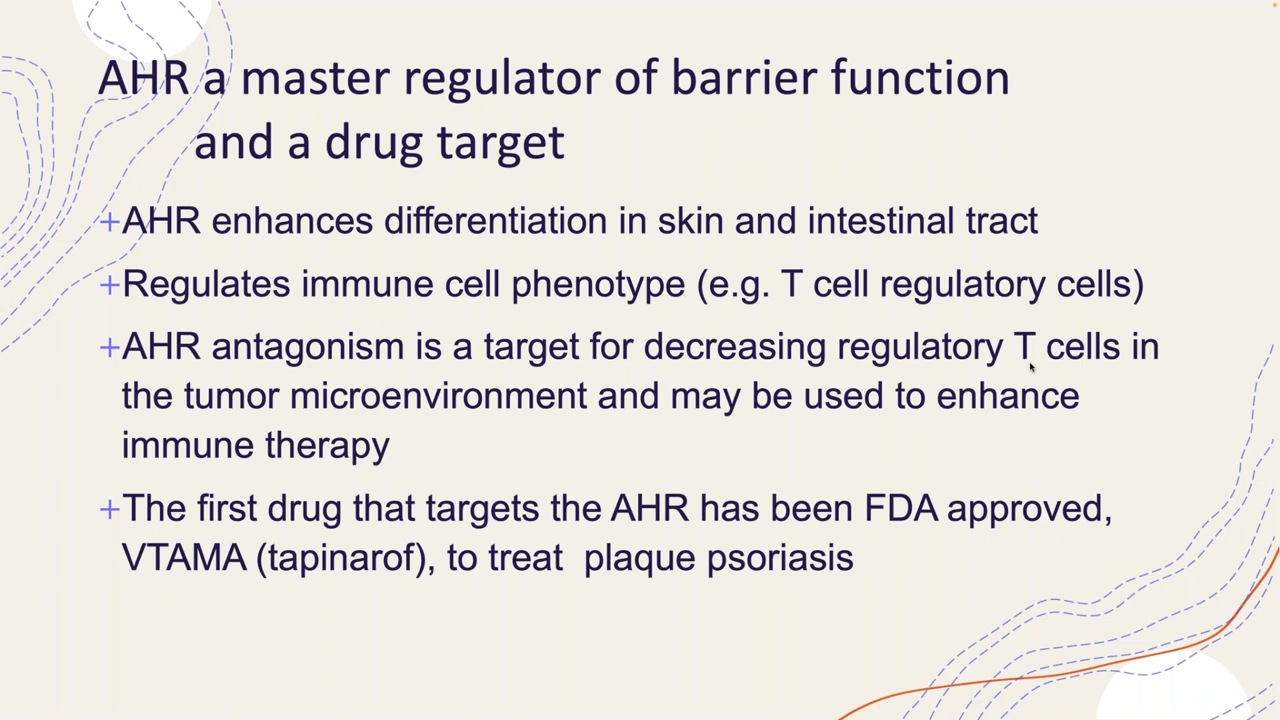 AHR a master regulator of barrier function
and a drug target
+AHR enhances differentiation in skin and intestinal tract
+Regulates immune cell phenotype (e.g. T cell regulatory cells)
+AHR antagonism is a target for decreasing regulatory T cells in
the tumor microenvironment and may be used to enhance
immune therapy
+The first drug that targets the AHR has been FDA approved,
VTAMA (tapinarof), to treat  plaque psoriasis